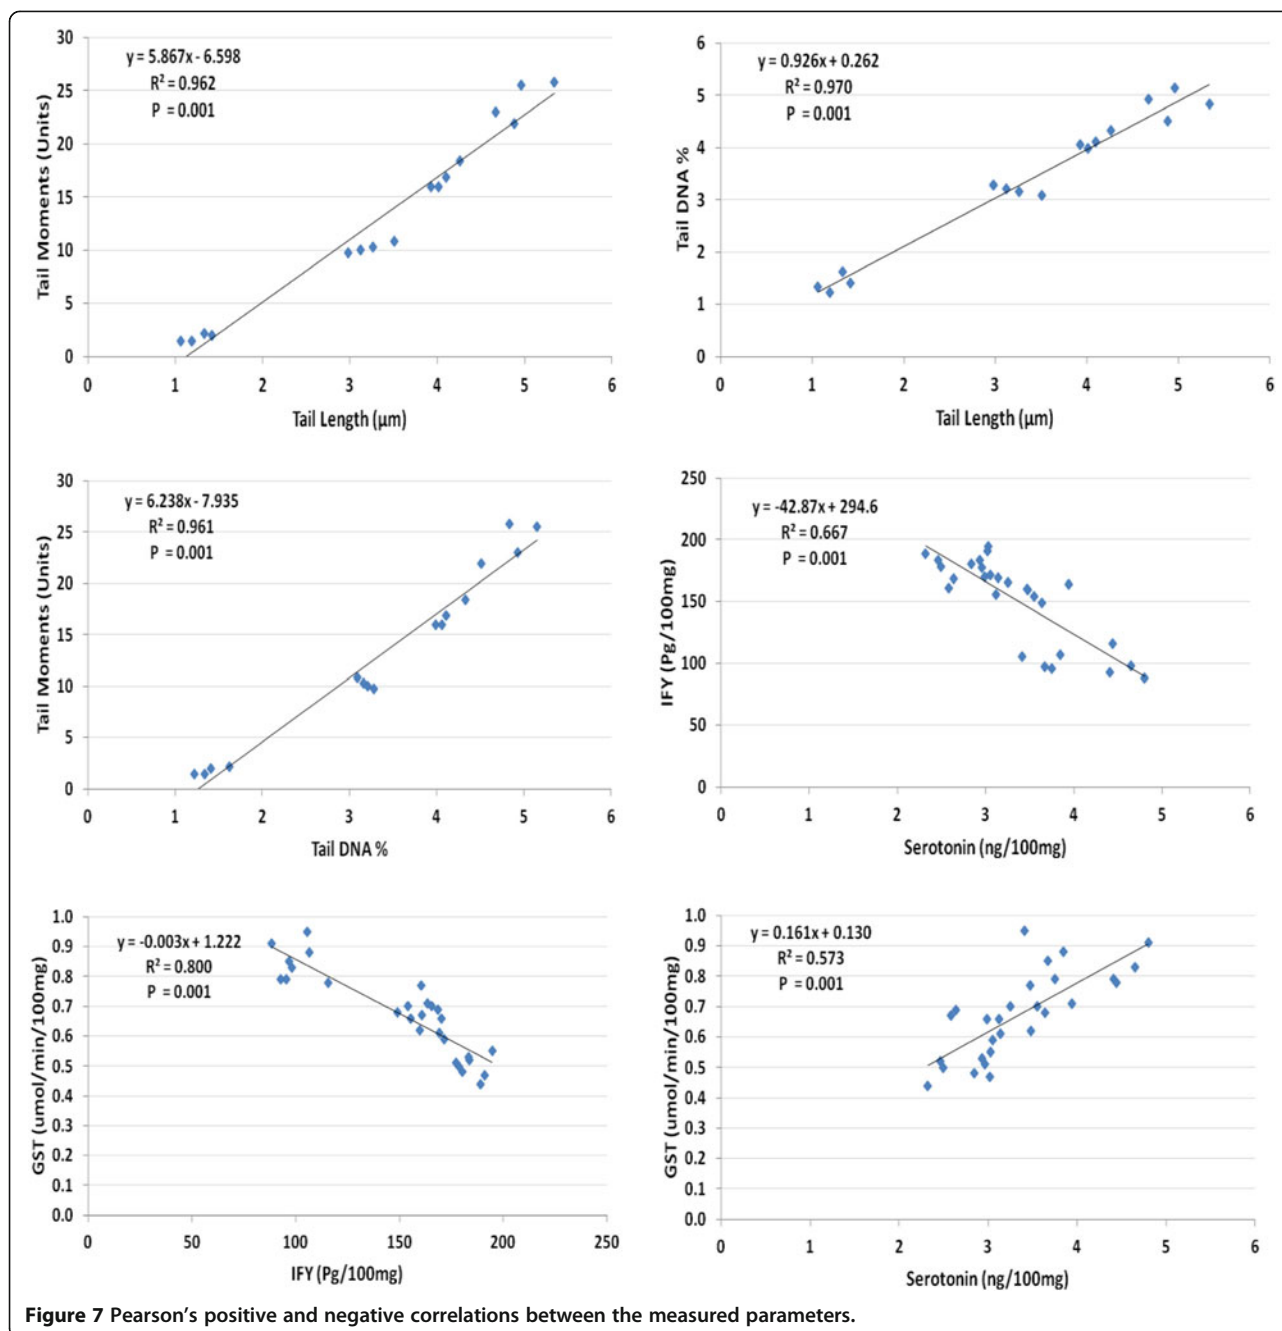 30
25
20
15
10
5
0
Tail Moments (Units)
y = 5.867x - 6.598
R² = 0.962
P = 0.001
0 1 2 3 4 5 6
Tail Length (µm)
6
5
4
3
2
1
0
Tail DNA %
y = 0.926x + 0.262
R² = 0.970
P = 0.001
0 1 2 3 4 5 6
Tail Length (µm)
30
25
20
15
10
5
0
Tail Moments (Units)
y = 6.238x - 7.935
R² = 0.961
P = 0.001
0 1 2 3 4 5 6
Tail DNA %
250
200
150
100
50
0
IFY (Pg/100mg)
y = -42.87x + 294.6
R² = 0.667
P = 0.001
0 1 2 3 4 5 6
Serotonin (ng/100mg)
1.0
0.9
0.8
0.7
0.6
0.5
0.4
0.3
0.2
0.1
0.0
GST (umol/min/100mg)
y = -0.003x + 1.222
R² = 0.800
P = 0.001
0 50 100 150 200 250
IFY (Pg/100mg)
1.0
0.9
0.8
0.7
0.6
0.5
0.4
0.3
0.2
0.1
0.0
GST (umol/min/100mg)
y = 0.161x + 0.130
R² = 0.573
P = 0.001
0 1 2 3 4 5 6
Serotonin (ng/100mg)
Figure 7 Pearson's positive and negative correlations between the measured parameters.